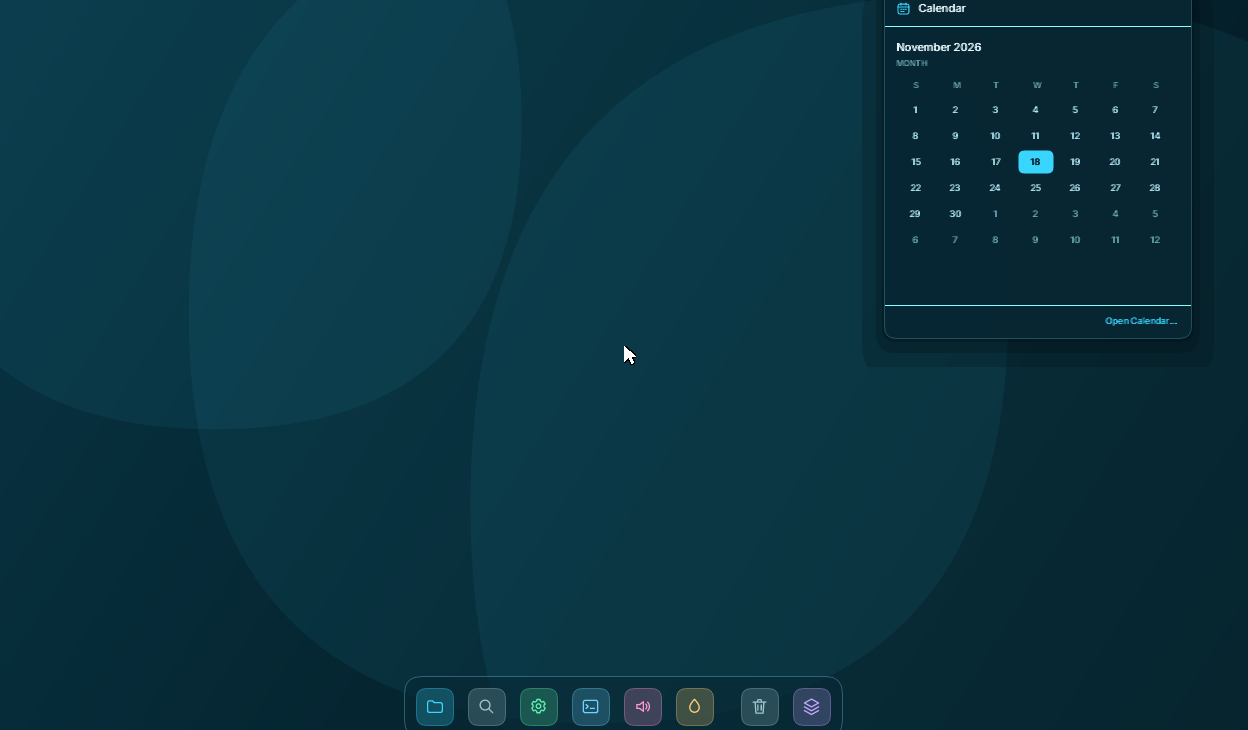 Calendar
November 2026
MONTH
S M T W T F S
1 2 3 4 5 6 7
8 9 10 11 12 13 14
15 16 17 18 19 20 21
22 23 24 25 26 27 28
29 30 1 2 3 4 5
6 7 8 9 10 11 12
Open Calendar...